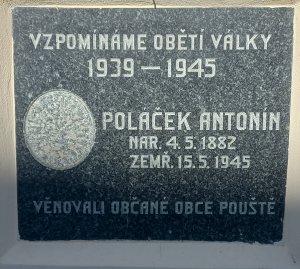 VZPOMÍNÁME OBĚTÍ VÁLKY
1939 — 1945
POLÁČEK ANTONÍN
NAR. 4. 5. 1882
ZEMŘ. 15. 5. 1945
VĚNOVALI OBČANÉ OBCE POUŠTĚ